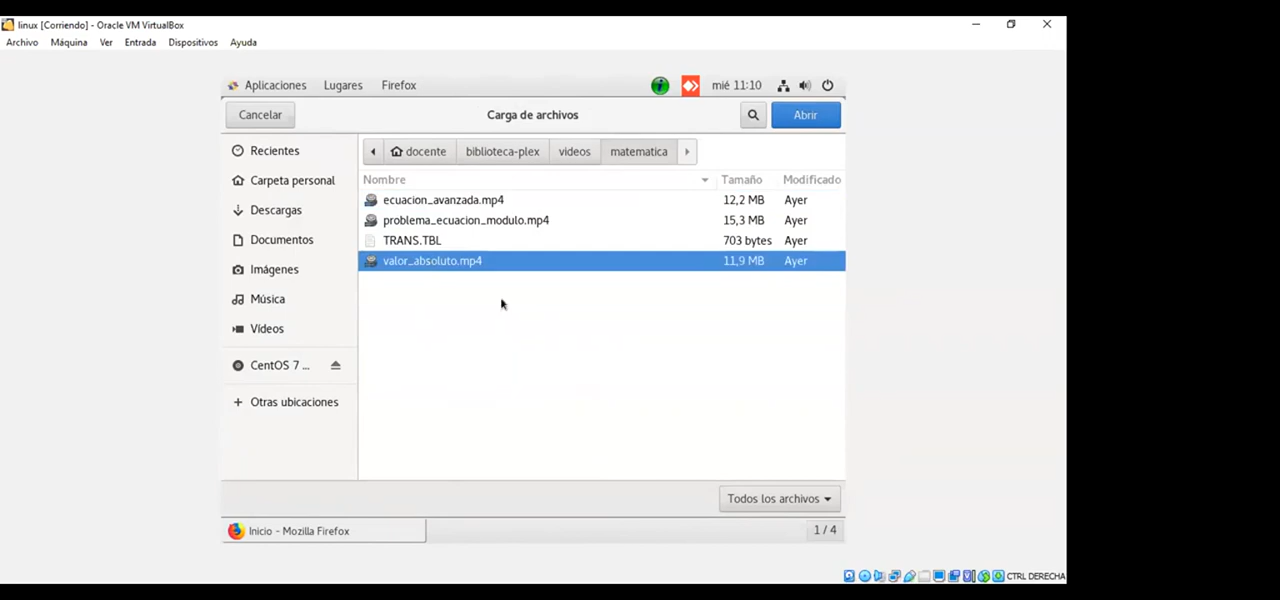 linux [Corriendo] - Oracle VM VirtualBox
Archivo Máquina Ver Entrada Dispositivos Ayuda
Aplicaciones Lugares Firefox mié 11:10
Cancelar Carga de archivos Abrir
Recientes
Carpeta personal
Descargas
Documentos
Imágenes
Música
Vídeos
CentOS 7 ...
+ Otras ubicaciones
docente biblioteca-plex videos matematica
Nombre Tamaño Modificado
ecuacion_avanzada.mp4 12,2 MB Ayer
problema_ecuacion_modulo.mp4 15,3 MB Ayer
TRANS.TBL 703 bytes Ayer
valor_absoluto.mp4 11,9 MB Ayer
Todos los archivos
Inicio - Mozilla Firefox 1 / 4
CTRL DERECHA